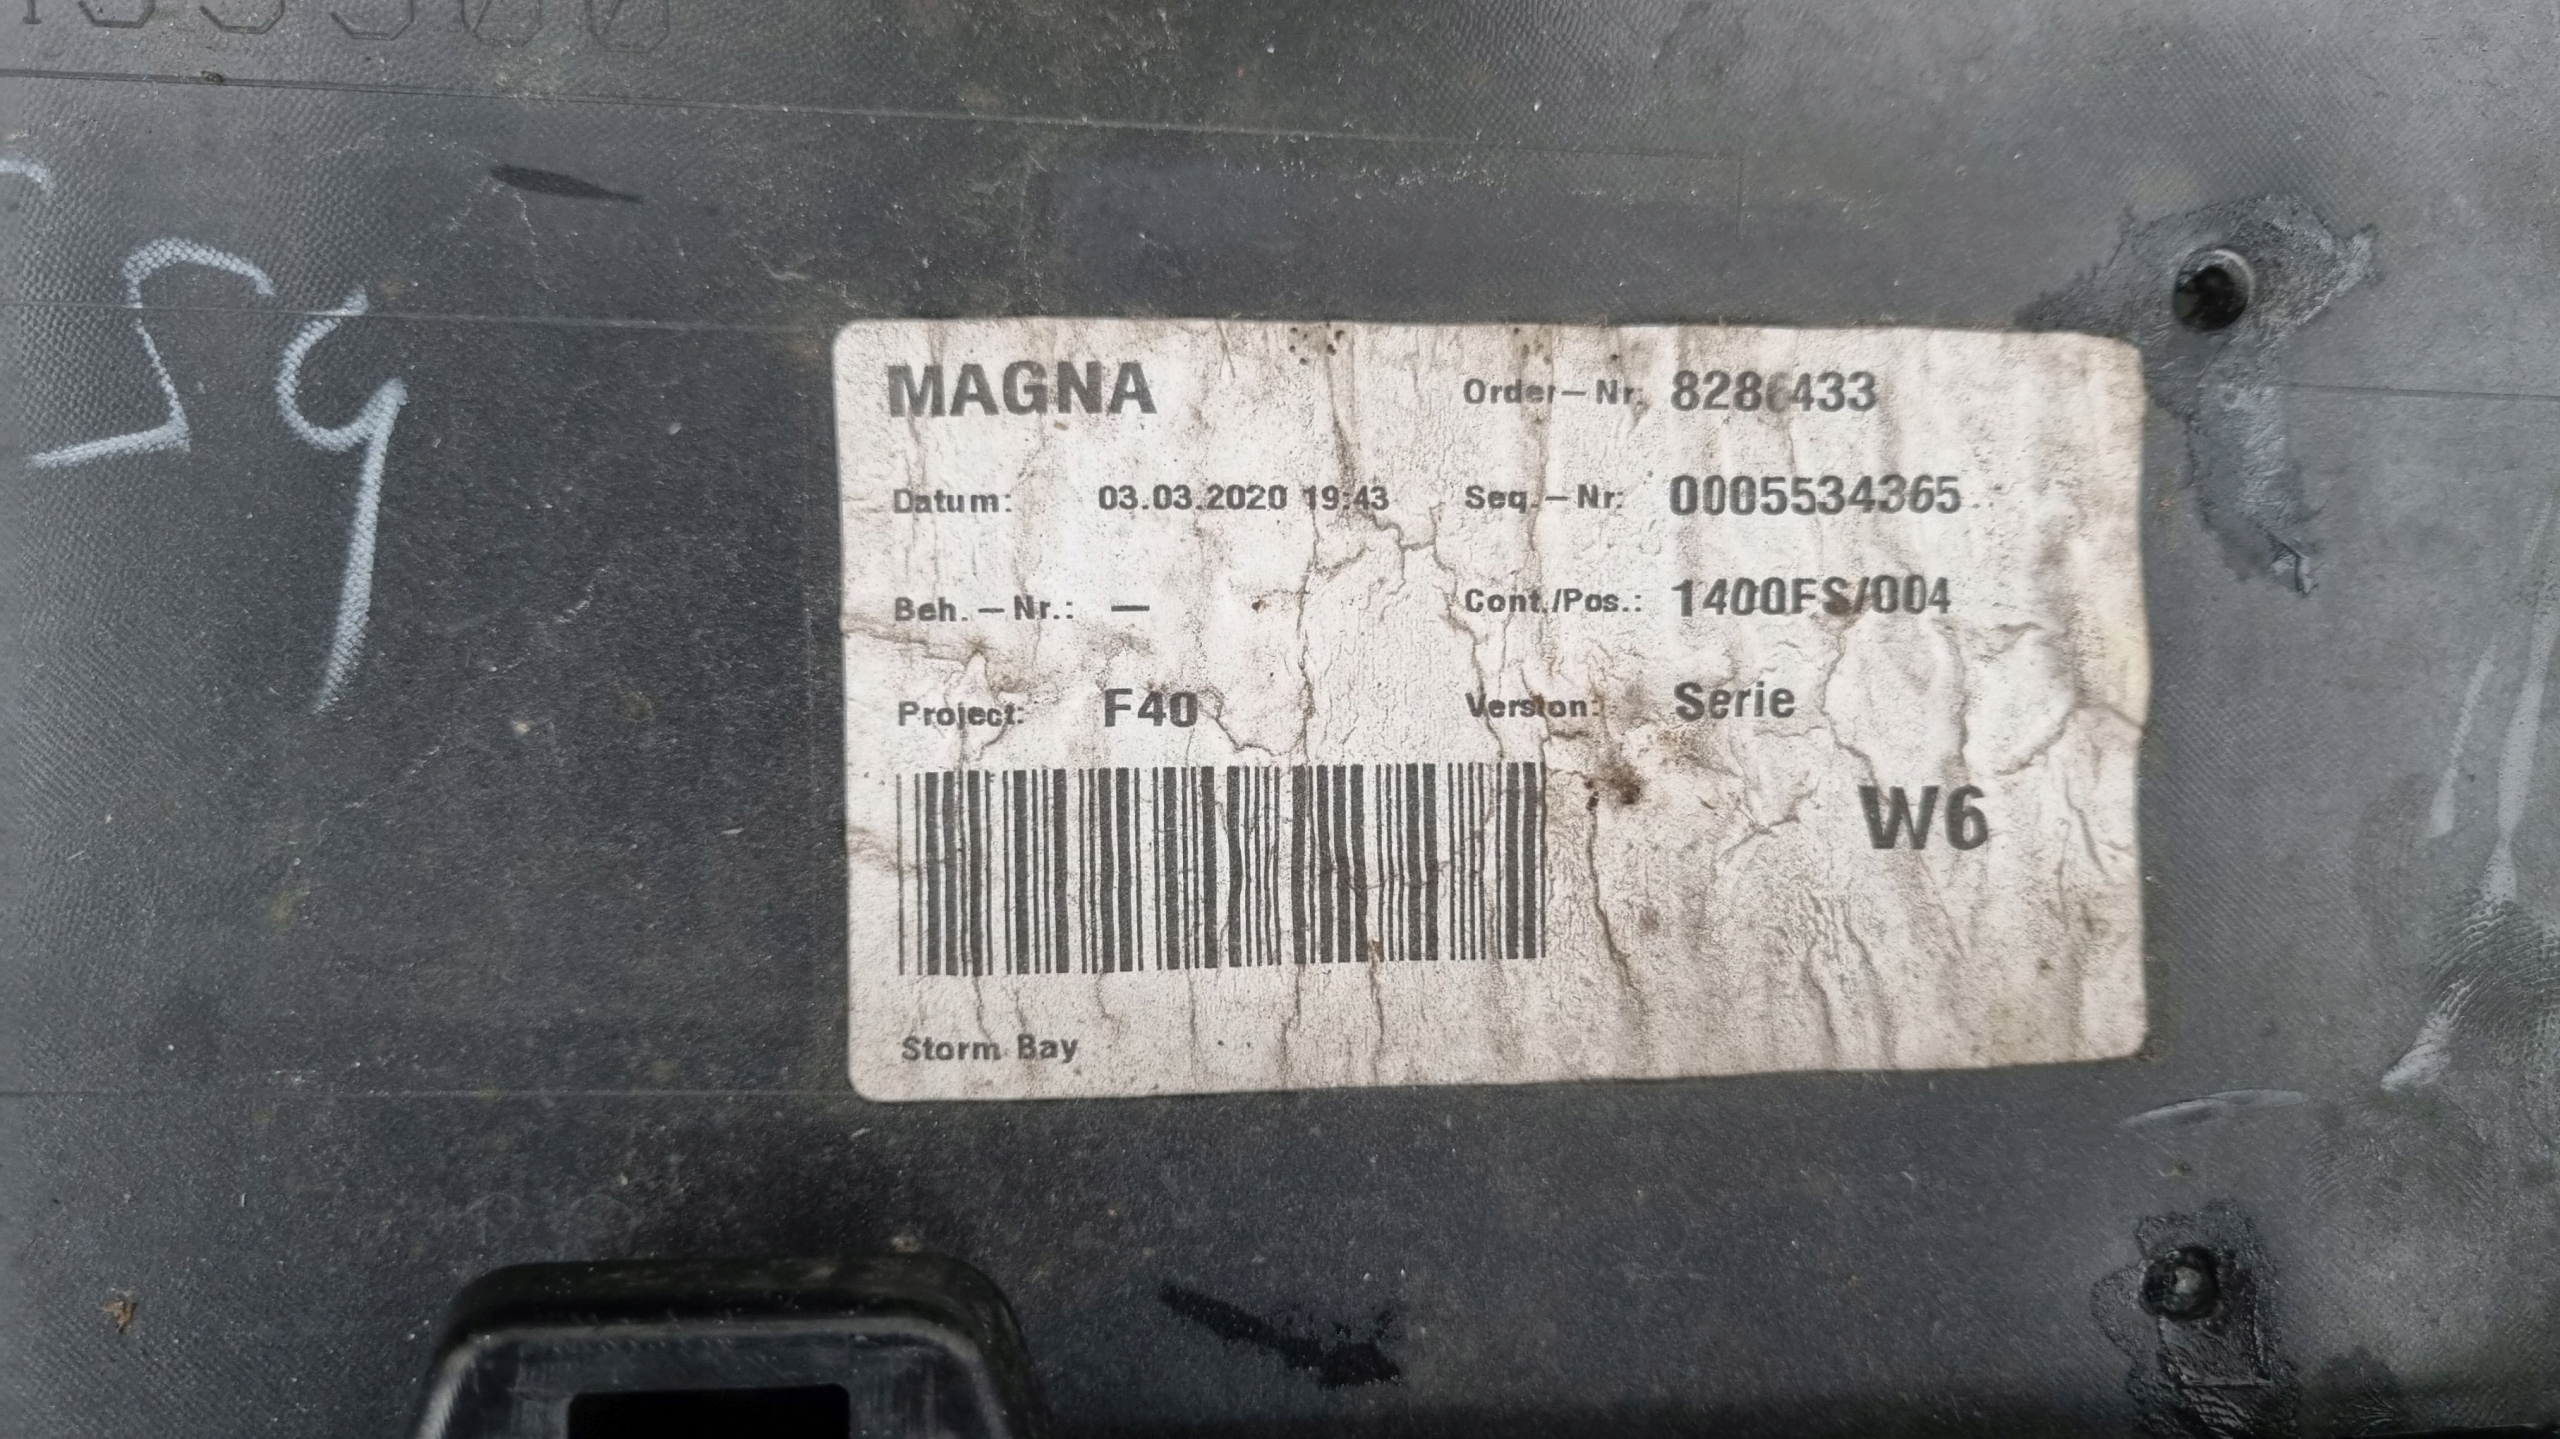 MAGNA
Order-Nr: 8286433
Datum: 03.03.2020 19:43
Seq.-Nr: 0005534365
Beh.-Nr.: —
Cont./Pos.: 1400FS/004
Project: F40
Version: Serie
W6
Storm Bay